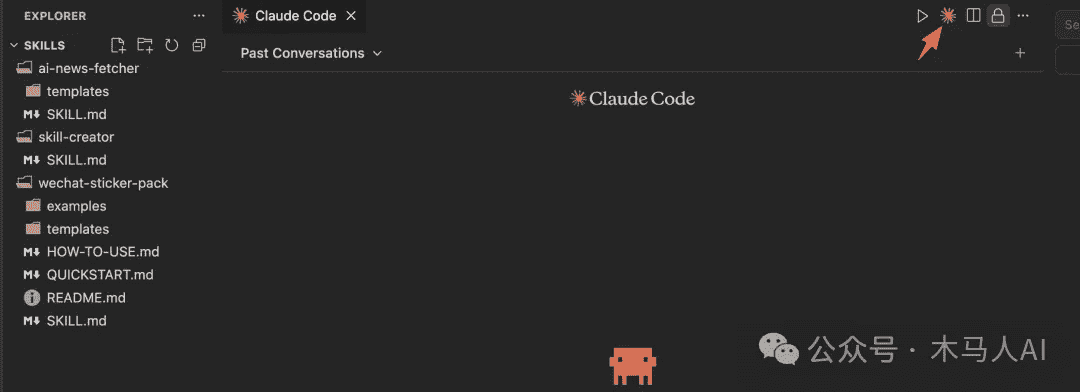 EXPLORER
SKILLS
ai-news-fetcher
templates
SKILL.md
skill-creator
SKILL.md
wechat-sticker-pack
examples
templates
HOW-TO-USE.md
QUICKSTART.md
README.md
SKILL.md
Claude Code
Past Conversations
Claude Code
Se
公众号 · 木马人AI